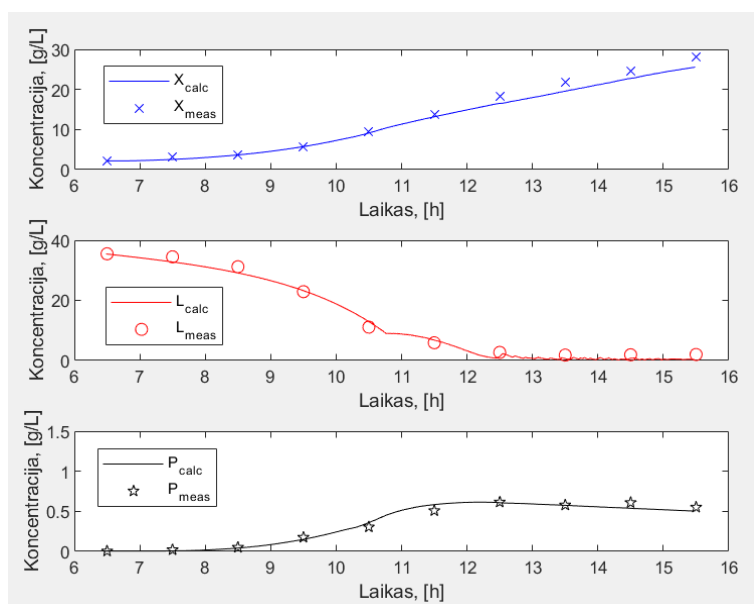 Koncentracija, [g/L]
30
20
10
0
X_calc
X_meas
6 7 8 9 10 11 12 13 14 15 16
Laikas, [h]
Koncentracija, [g/L]
40
20
0
L_calc
L_meas
6 7 8 9 10 11 12 13 14 15 16
Laikas, [h]
Koncentracija, [g/L]
1.5
1
0.5
0
P_calc
P_meas
6 7 8 9 10 11 12 13 14 15 16
Laikas, [h]